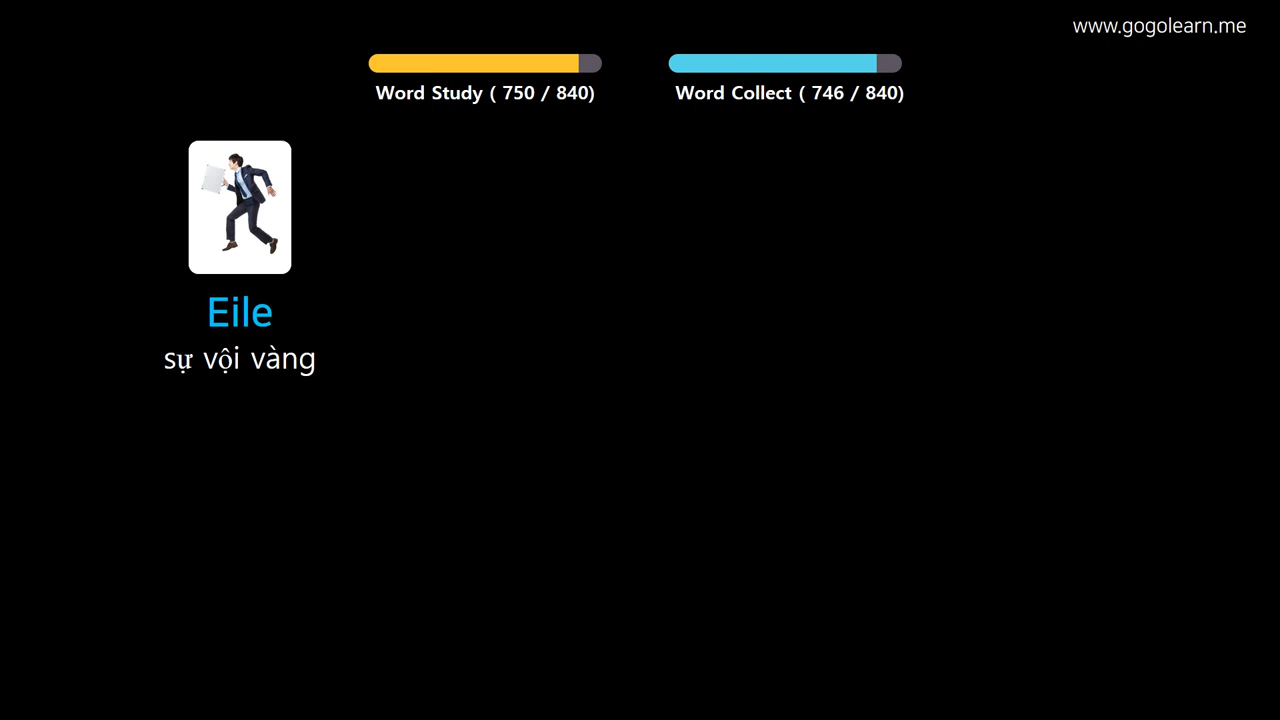 www.gogolearn.me
Word Study ( 750 / 840)
Word Collect ( 746 / 840)
Eile
sự vội vàng